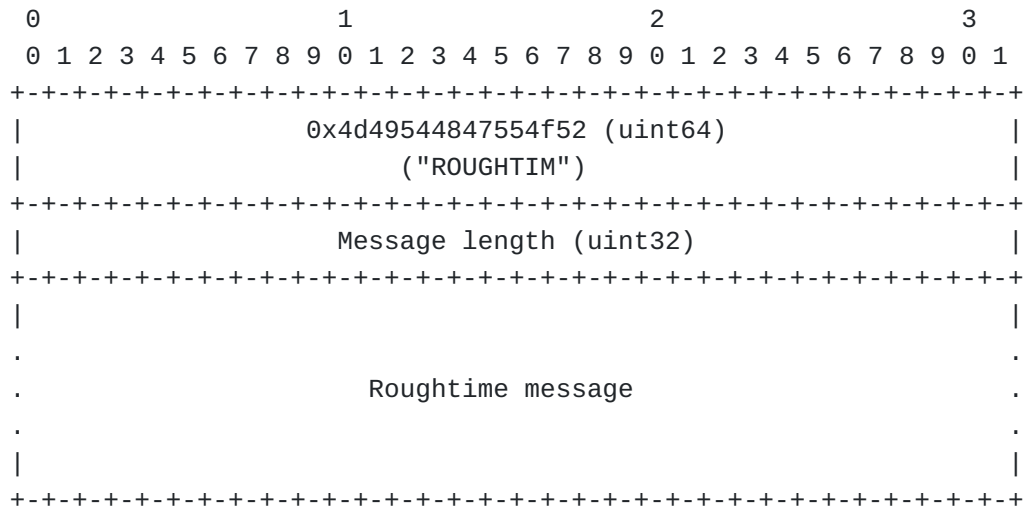 0                   1                   2                   3
 0 1 2 3 4 5 6 7 8 9 0 1 2 3 4 5 6 7 8 9 0 1 2 3 4 5 6 7 8 9 0 1
+-+-+-+-+-+-+-+-+-+-+-+-+-+-+-+-+-+-+-+-+-+-+-+-+-+-+-+-+-+-+-+-+
|                  0x4d49544847554f52 (uint64)                  |
|                        ("ROUGHTIM")                           |
+-+-+-+-+-+-+-+-+-+-+-+-+-+-+-+-+-+-+-+-+-+-+-+-+-+-+-+-+-+-+-+-+
|                    Message length (uint32)                    |
+-+-+-+-+-+-+-+-+-+-+-+-+-+-+-+-+-+-+-+-+-+-+-+-+-+-+-+-+-+-+-+-+
|                                                               |
.                                                               .
.                      Roughtime message                        .
.                                                               .
|                                                               |
+-+-+-+-+-+-+-+-+-+-+-+-+-+-+-+-+-+-+-+-+-+-+-+-+-+-+-+-+-+-+-+-+